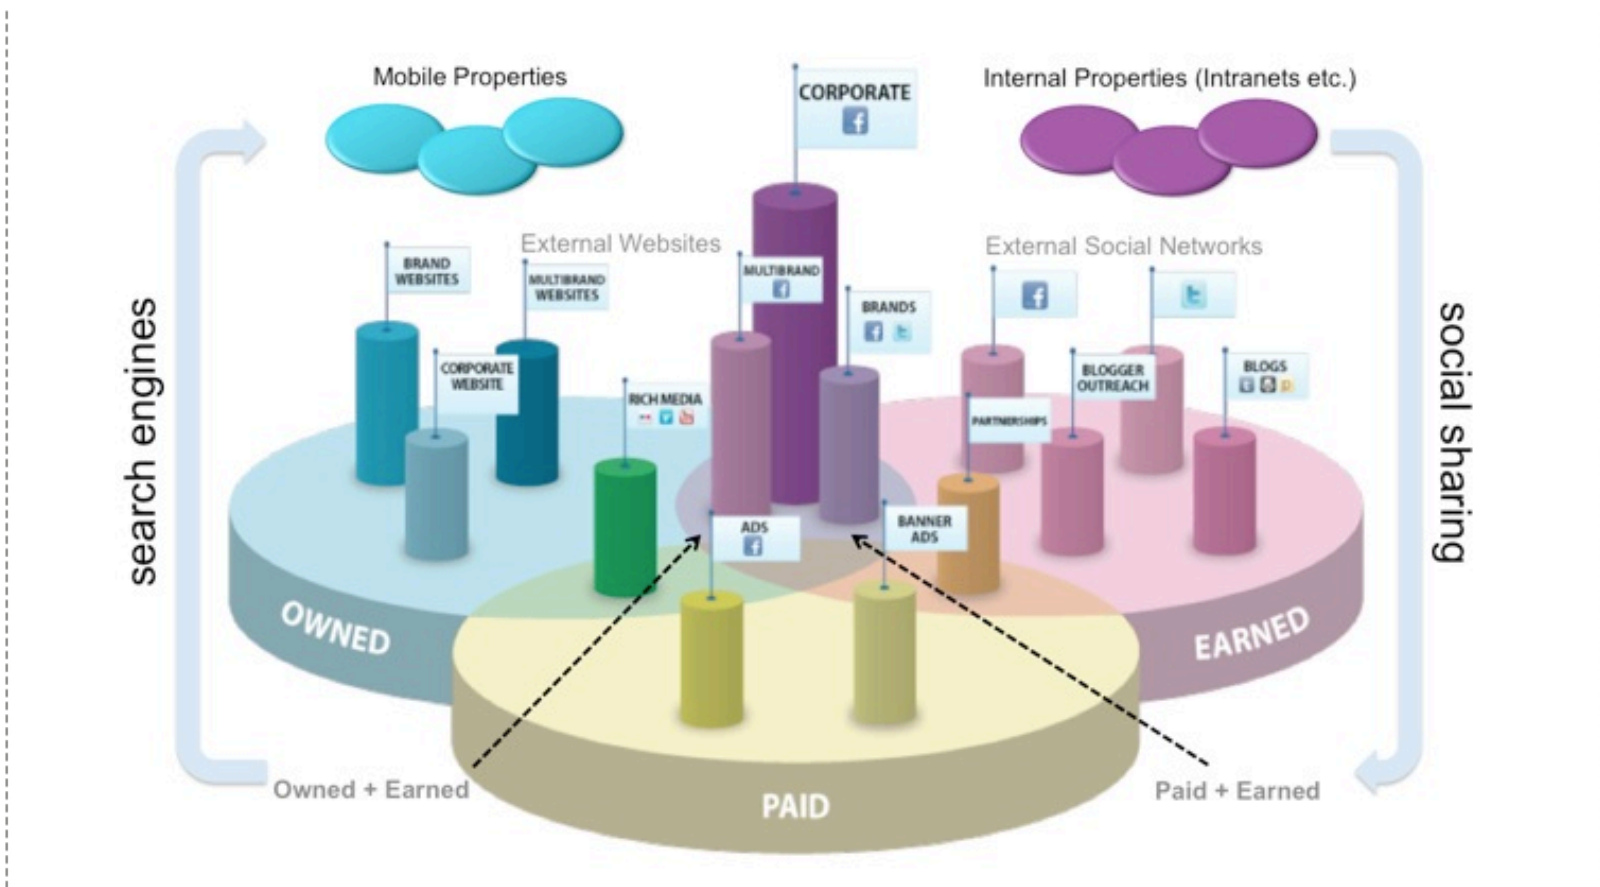 Mobile Properties
Internal Properties (Intranets etc.)
CORPORATE
f
External Websites
External Social Networks
BRAND
WEBSITES
MULTIBRAND
WEBSITES
MULTIBRAND
f
BRANDS
f t
f
t
CORPORATE
WEBSITE
RICH MEDIA
BLOGGER
OUTREACH
BLOGS
PARTNERSHIPS
ADS
f
BANNER
ADS
search engines
social sharing
OWNED
EARNED
PAID
Owned + Earned
Paid + Earned